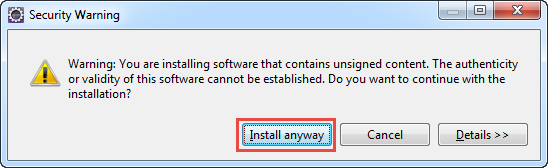 Security Warning
Warning: You are installing software that contains unsigned content. The authenticity
or validity of this software cannot be established. Do you want to continue with the
installation?
Install anyway
Cancel
Details >>